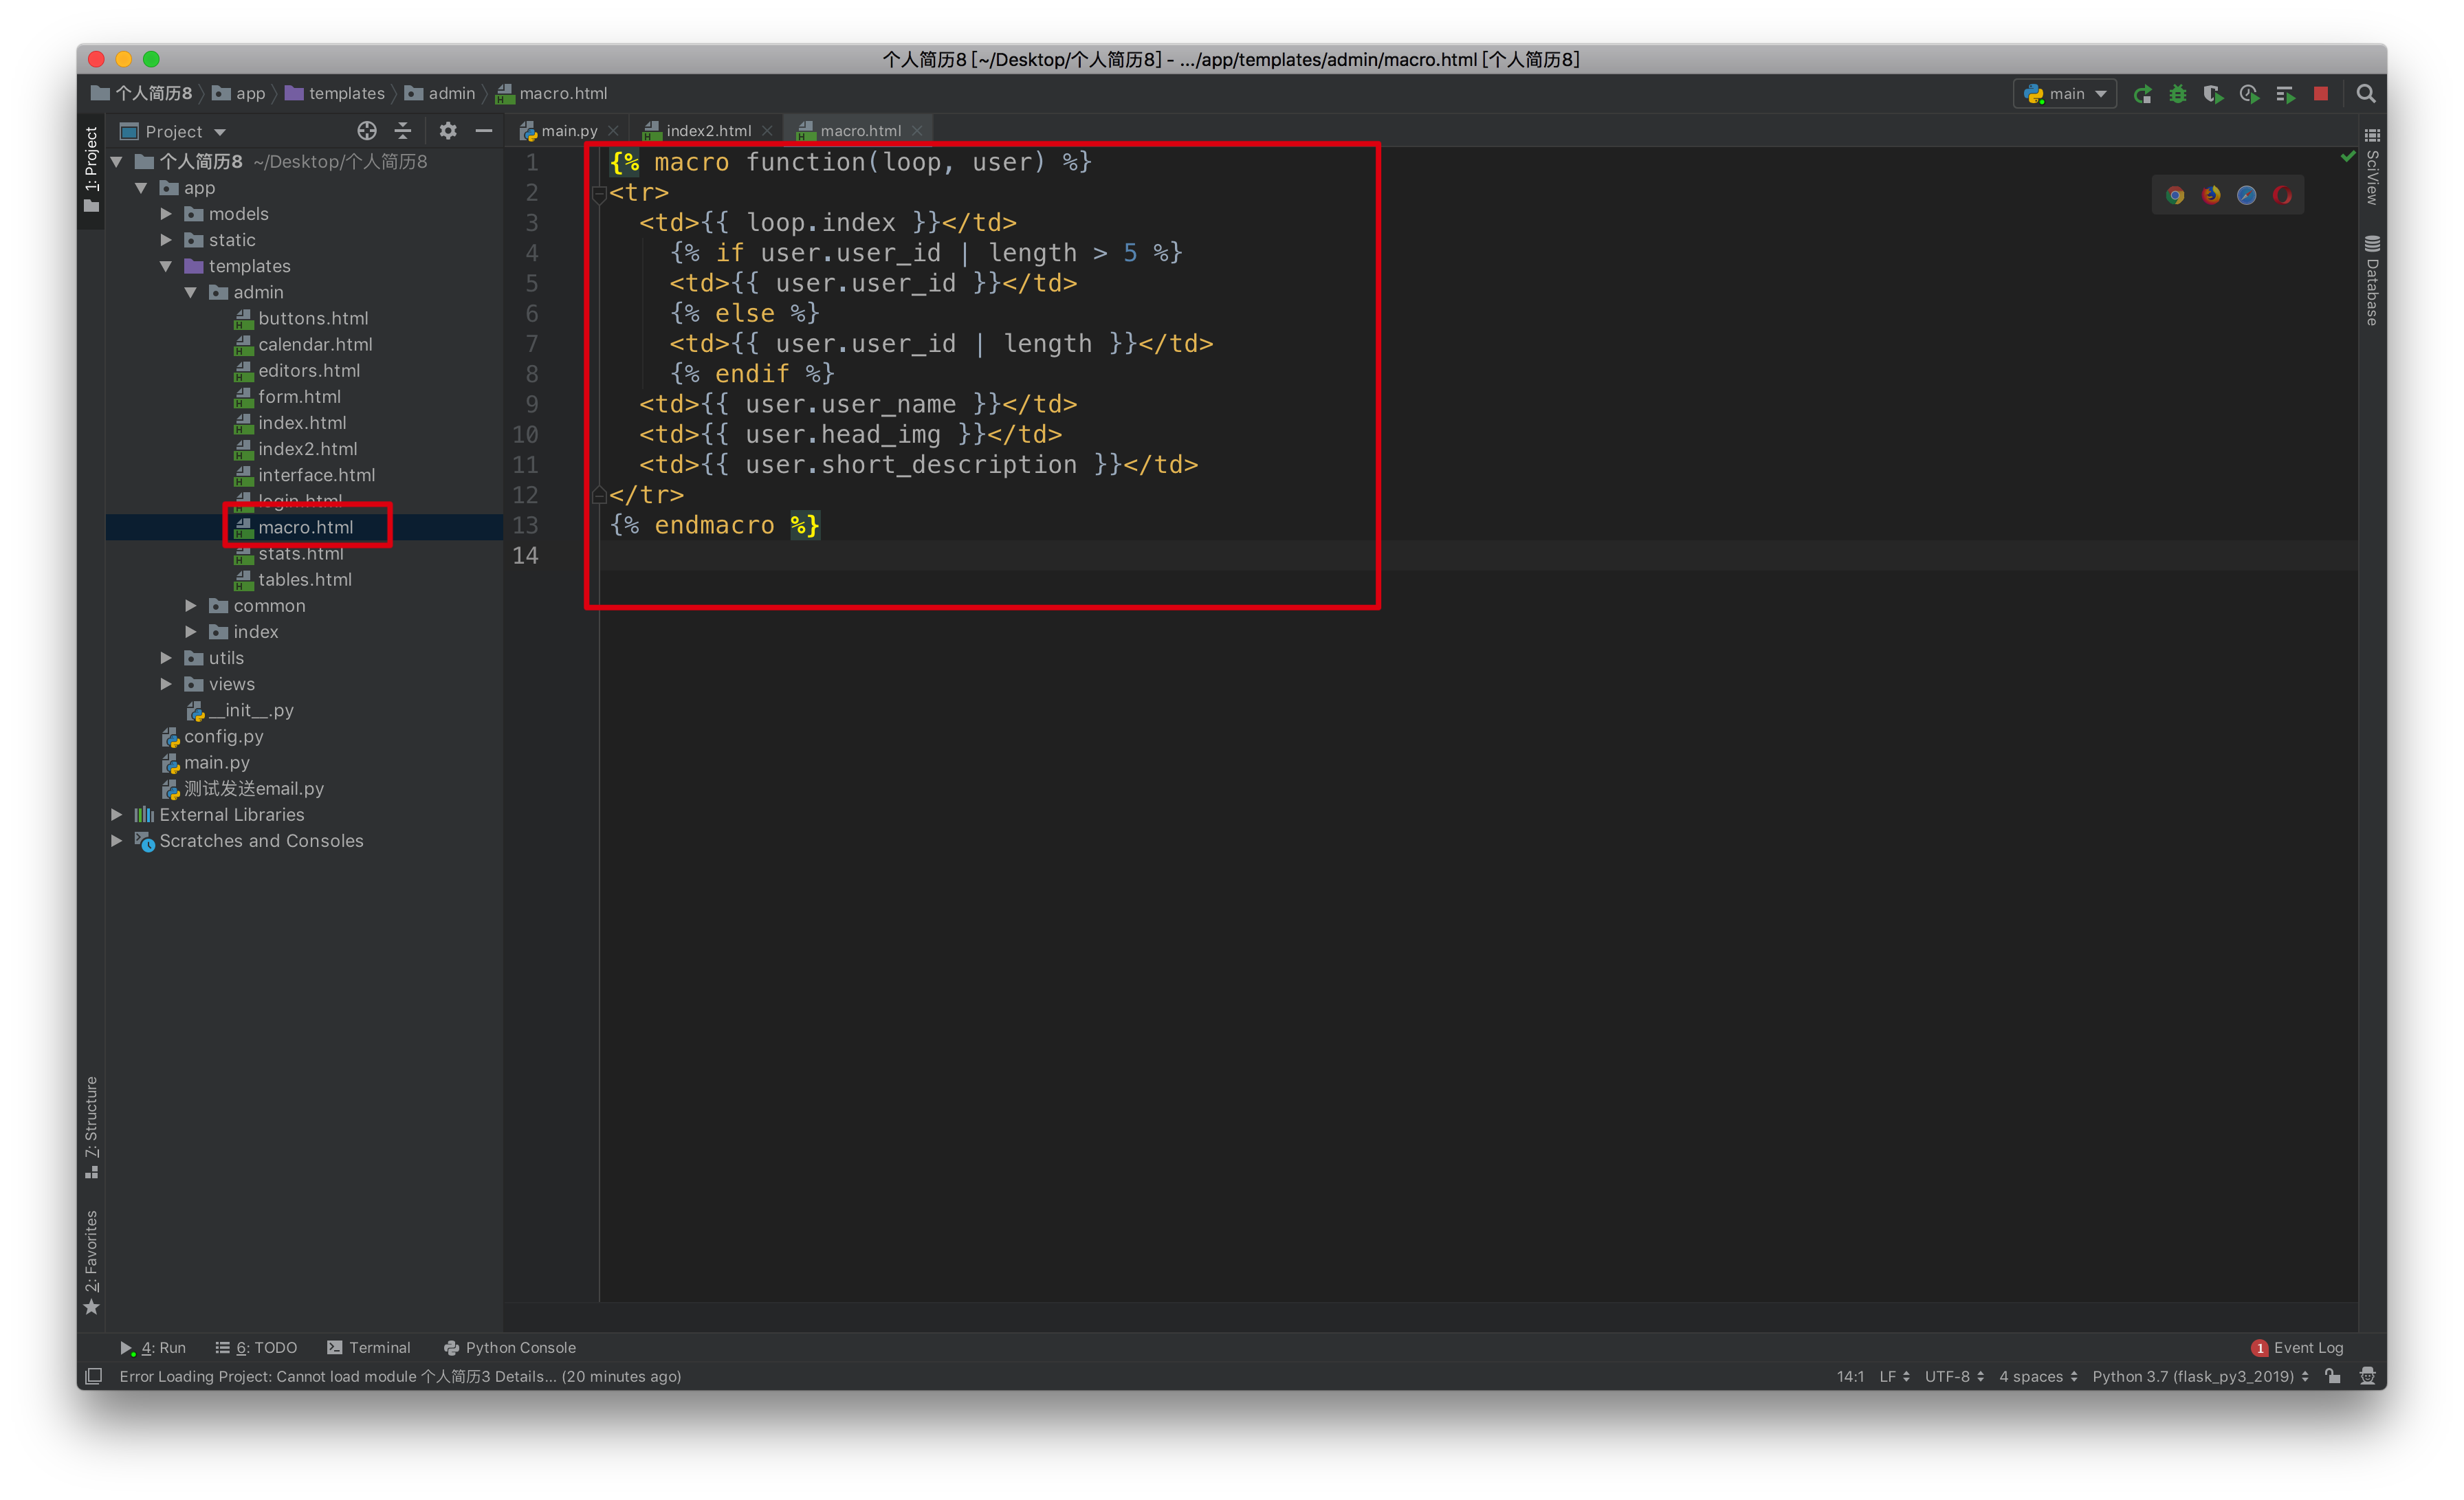 个人简历8 [~/Desktop/个人简历8] - .../app/templates/admin/macro.html [个人简历8]
个人简历8 app templates admin macro.html
main
1: Project
Project
main.py index2.html macro.html
个人简历8 ~/Desktop/个人简历8
app
models
static
templates
admin
buttons.html
calendar.html
editors.html
form.html
index.html
index2.html
interface.html
login.html
macro.html
stats.html
tables.html
common
index
utils
views
__init__.py
config.py
main.py
测试发送email.py
External Libraries
Scratches and Consoles
1 {% macro function(loop, user) %}
2 <tr>
3 <td>{{ loop.index }}</td>
4 {% if user.user_id | length > 5 %}
5 <td>{{ user.user_id }}</td>
6 {% else %}
7 <td>{{ user.user_id | length }}</td>
8 {% endif %}
9 <td>{{ user.user_name }}</td>
10 <td>{{ user.head_img }}</td>
11 <td>{{ user.short_description }}</td>
12 </tr>
13 {% endmacro %}
14
SciView
Database
7: Structure
2: Favorites
4: Run 6: TODO Terminal Python Console 1 Event Log
Error Loading Project: Cannot load module 个人简历3 Details... (20 minutes ago) 14:1 LF UTF-8 4 spaces Python 3.7 (flask_py3_2019)